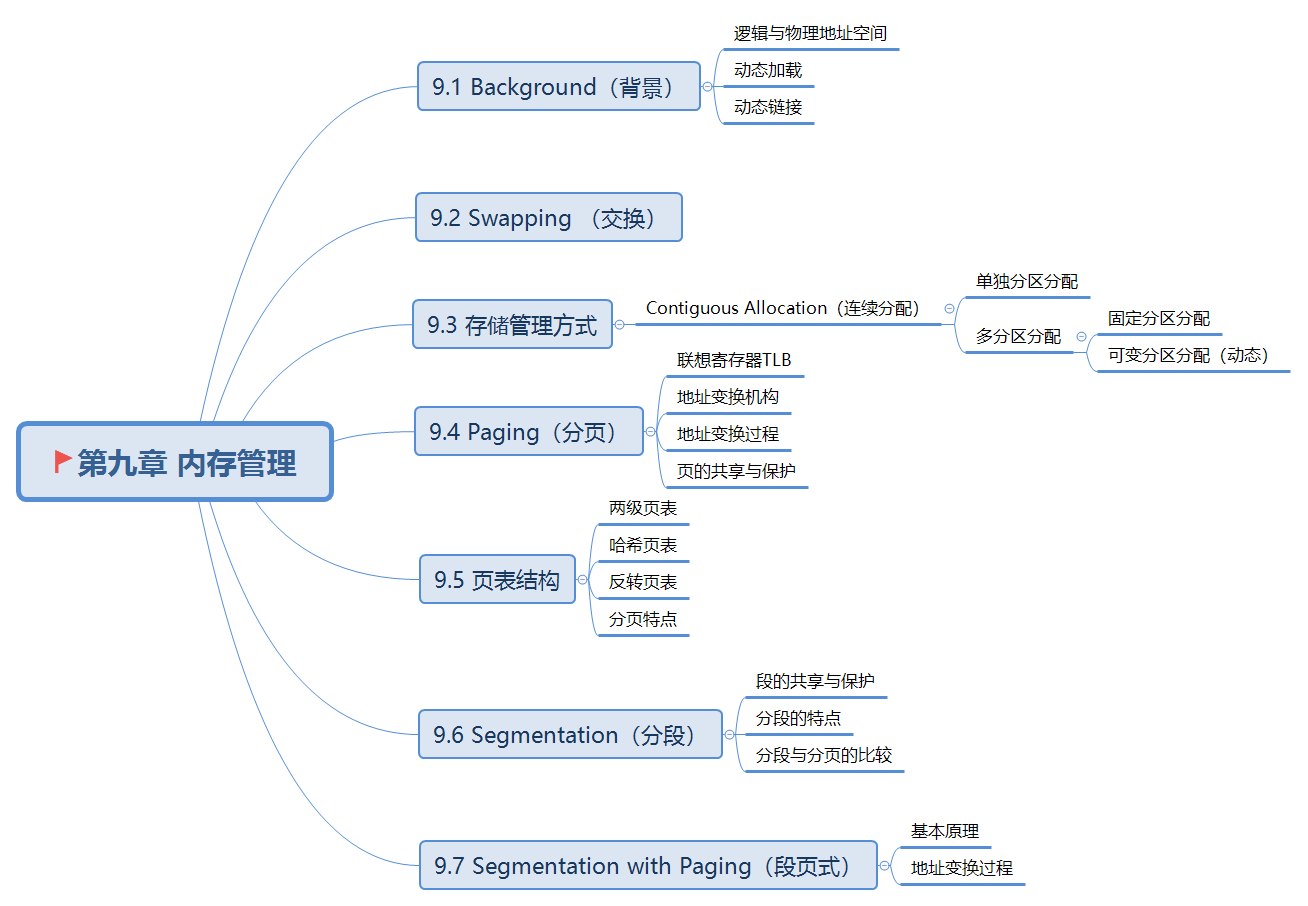 第九章 内存管理
9.1 Background（背景）
逻辑与物理地址空间
动态加载
动态链接
9.2 Swapping （交换）
9.3 存储管理方式
Contiguous Allocation（连续分配）
单独分区分配
多分区分配
固定分区分配
可变分区分配（动态）
9.4 Paging（分页）
联想寄存器TLB
地址变换机构
地址变换过程
页的共享与保护
9.5 页表结构
两级页表
哈希页表
反转页表
分页特点
9.6 Segmentation（分段）
段的共享与保护
分段的特点
分段与分页的比较
9.7 Segmentation with Paging（段页式）
基本原理
地址变换过程